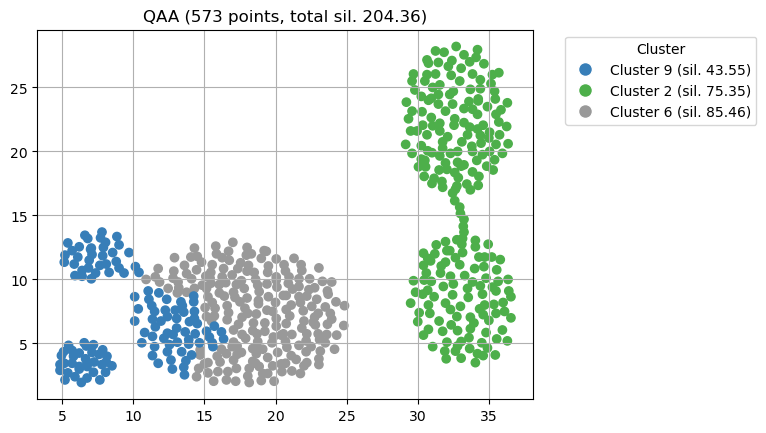 QAA (573 points, total sil. 204.36)
Cluster
Cluster 9 (sil. 43.55)
Cluster 2 (sil. 75.35)
Cluster 6 (sil. 85.46)
25
20
15
10
5
5 10 15 20 25 30 35